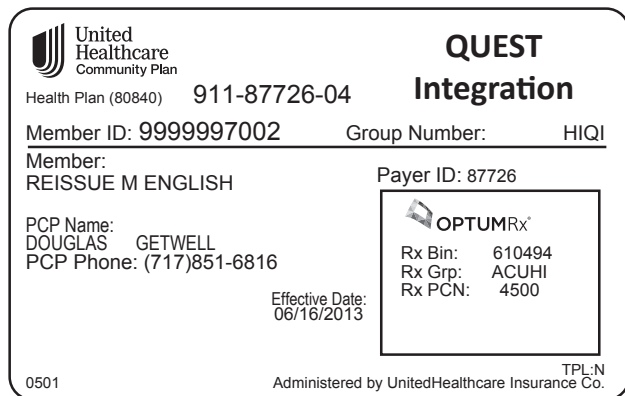 United
Healthcare
Community Plan
QUEST
Integration
Health Plan (80840) 911-87726-04
Member ID: 9999997002 Group Number: HIQI
Member:
REISSUE M ENGLISH
Payer ID: 87726
PCP Name:
DOUGLAS GETWELL
PCP Phone: (717)851-6816
OPTUMRx®
Rx Bin: 610494
Rx Grp: ACUHI
Rx PCN: 4500
Effective Date:
06/16/2013
TPL:N
0501 Administered by UnitedHealthcare Insurance Co.